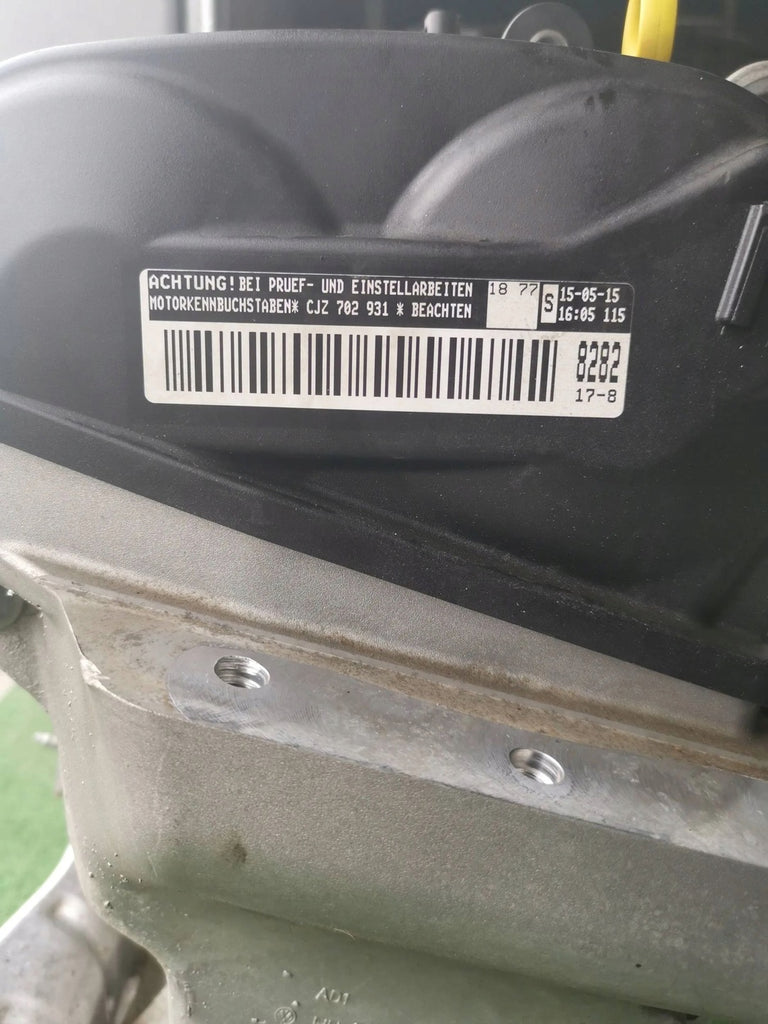 ACHTUNG! BEI PRUEF- UND EINSTELLARBEITEN
MOTORKENNBUCHSTABEN* CJZ 702 931 * BEACHTEN
18 77
S
15-05-15
16:05 115
8282
17-8
AD1